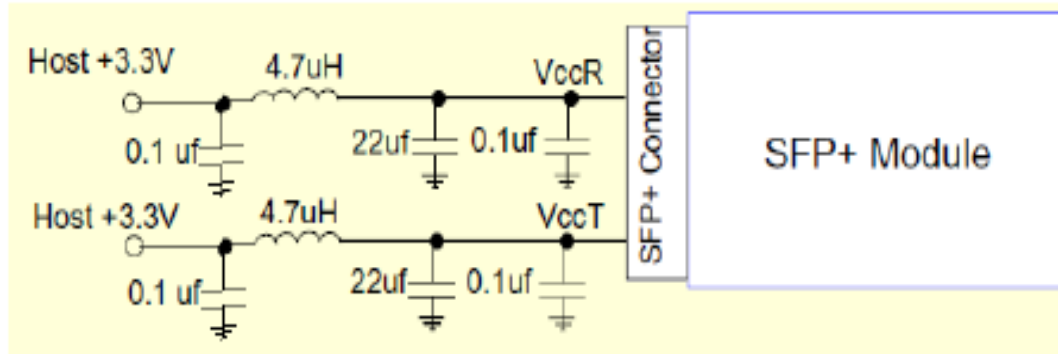 Host +3.3V
4.7uH
VccR
0.1 uf
22uf
0.1uf
Host +3.3V
4.7uH
VccT
0.1 uf
22uf
0.1uf
SFP+ Connector
SFP+ Module